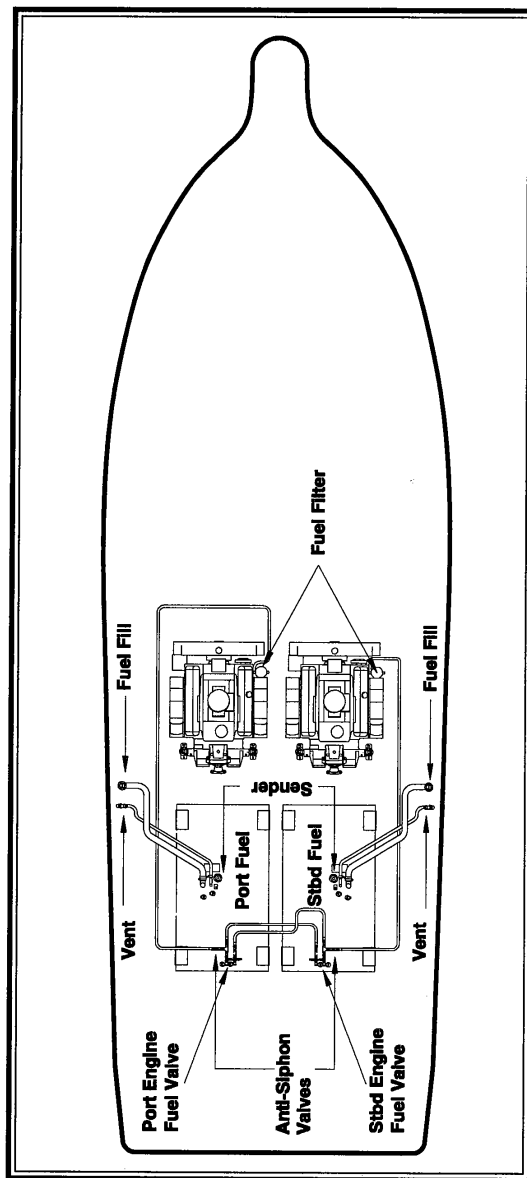 Fuel Filter
Fuel Fill
Fuel Fill
Sender
Vent
Port Fuel
Stbd Fuel
Vent
Port Engine
Fuel Valve
Anti-Siphon
Valves
Stbd Engine
Fuel Valve